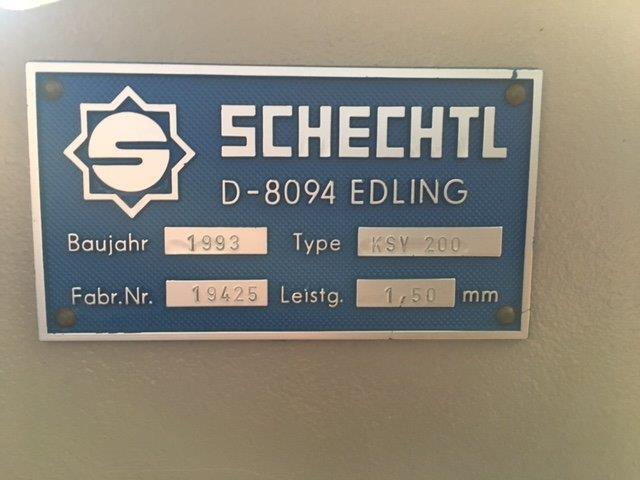 S SCHECHTL
D-8094 EDLING
Baujahr 1993 Type KSV 200
Fabr.Nr. 19425 Leistg. 1,50 mm